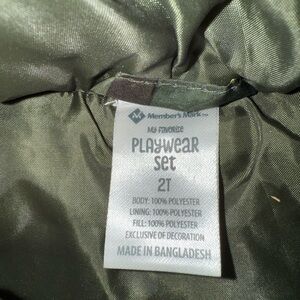 Member's Mark™
My FAVORITE
PLAYWEAR
Set
2T
BODY: 100% POLYESTER
LINING: 100% POLYESTER
FILL: 100% POLYESTER
EXCLUSIVE OF DECORATION
MADE IN BANGLADESH